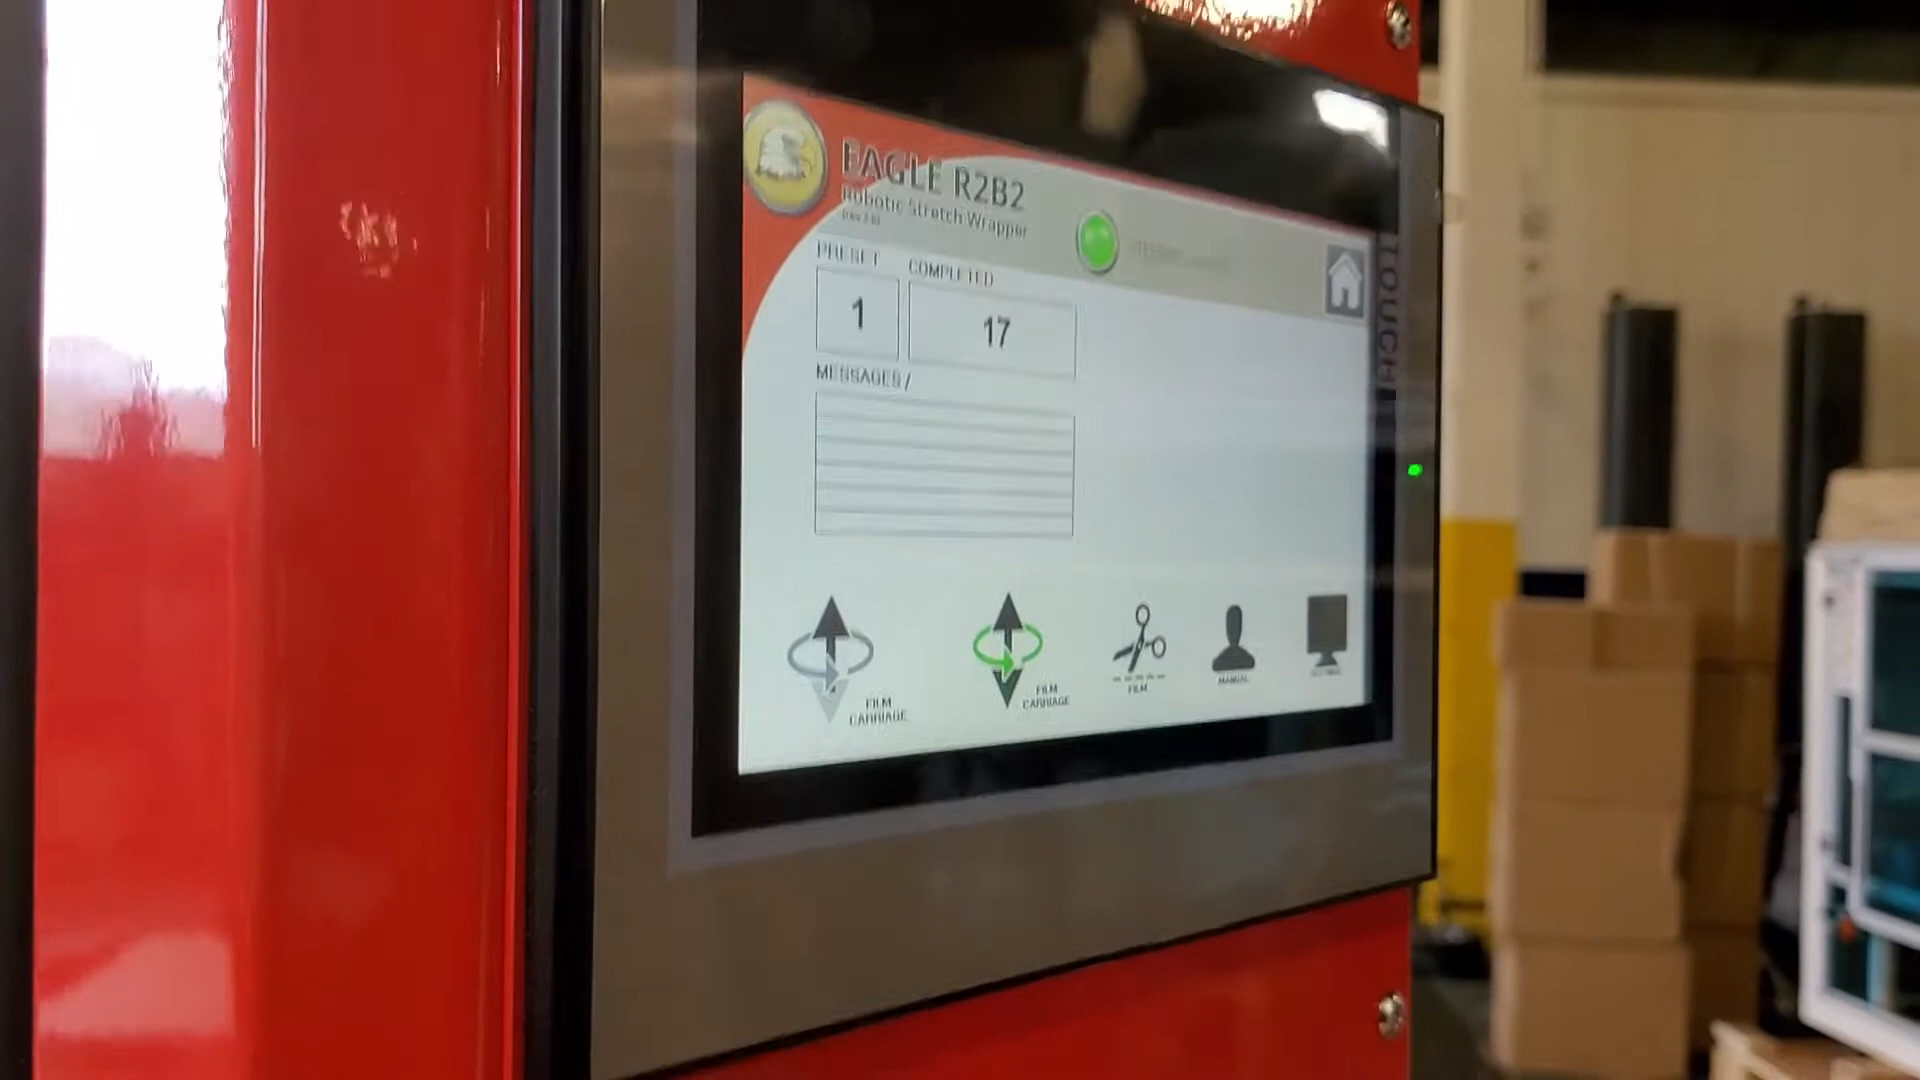 EAGLE R2B2
Robotic Stretch Wrapper
PRESET
COMPLETED
1
17
MESSAGES /
FILM
CARRIAGE
FILM
CARRIAGE
FILM
MANUAL
TOUCH